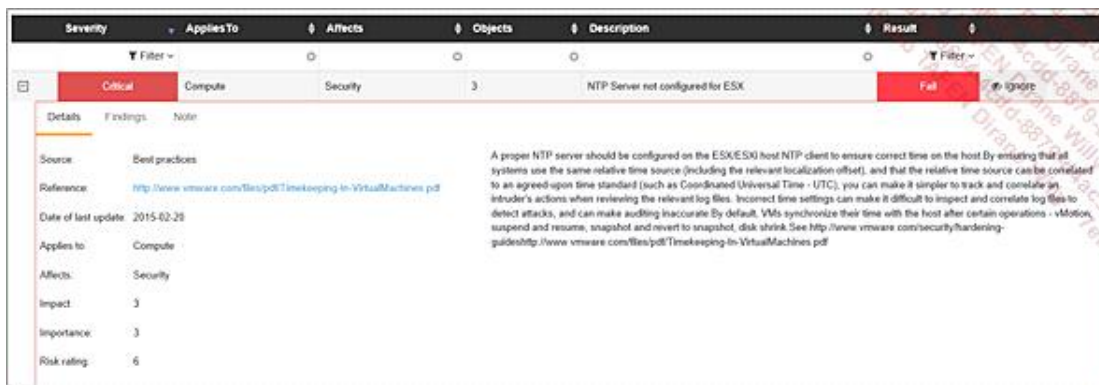 Severity AppliesTo Affects Objects Description Result
Filter Filter
Critical Compute Security 3 NTP Server not configured for ESX Fail Ignore
Details Findings Note
Source: Best practices
Reference: http://www.vmware.com/files/pdf/Timekeeping-In-VirtualMachines.pdf
Date of last update: 2015-02-20
Applies to: Compute
Affects: Security
Impact: 3
Importance: 3
Risk rating: 6
A proper NTP server should be configured on the ESX/ESXi host NTP client to ensure correct time on the host.By ensuring that all
systems use the same relative time source (including the relevant localization offset), and that the relative time source can be correlated
to an agreed-upon time standard (such as Coordinated Universal Time - UTC), you can make it simpler to track and correlate an
intruder's actions when reviewing the relevant log files. Incorrect time settings can make it difficult to inspect and correlate log files to
detect attacks, and can make auditing inaccurate.By default, VMs synchronize their time with the host after certain operations - vMotion,
suspend and resume, snapshot and revert to snapshot, disk shrink.See http://www.vmware.com/security/hardening-
guideshttp://www.vmware.com/files/pdf/Timekeeping-In-VirtualMachines.pdf